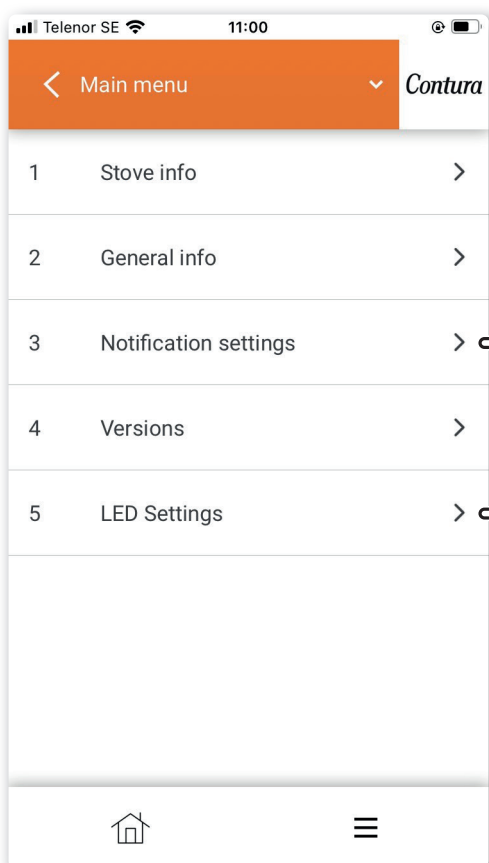 Telenor SE 11:00
Main menu Contura
1 Stove info
2 General info
3 Notification settings
4 Versions
5 LED Settings